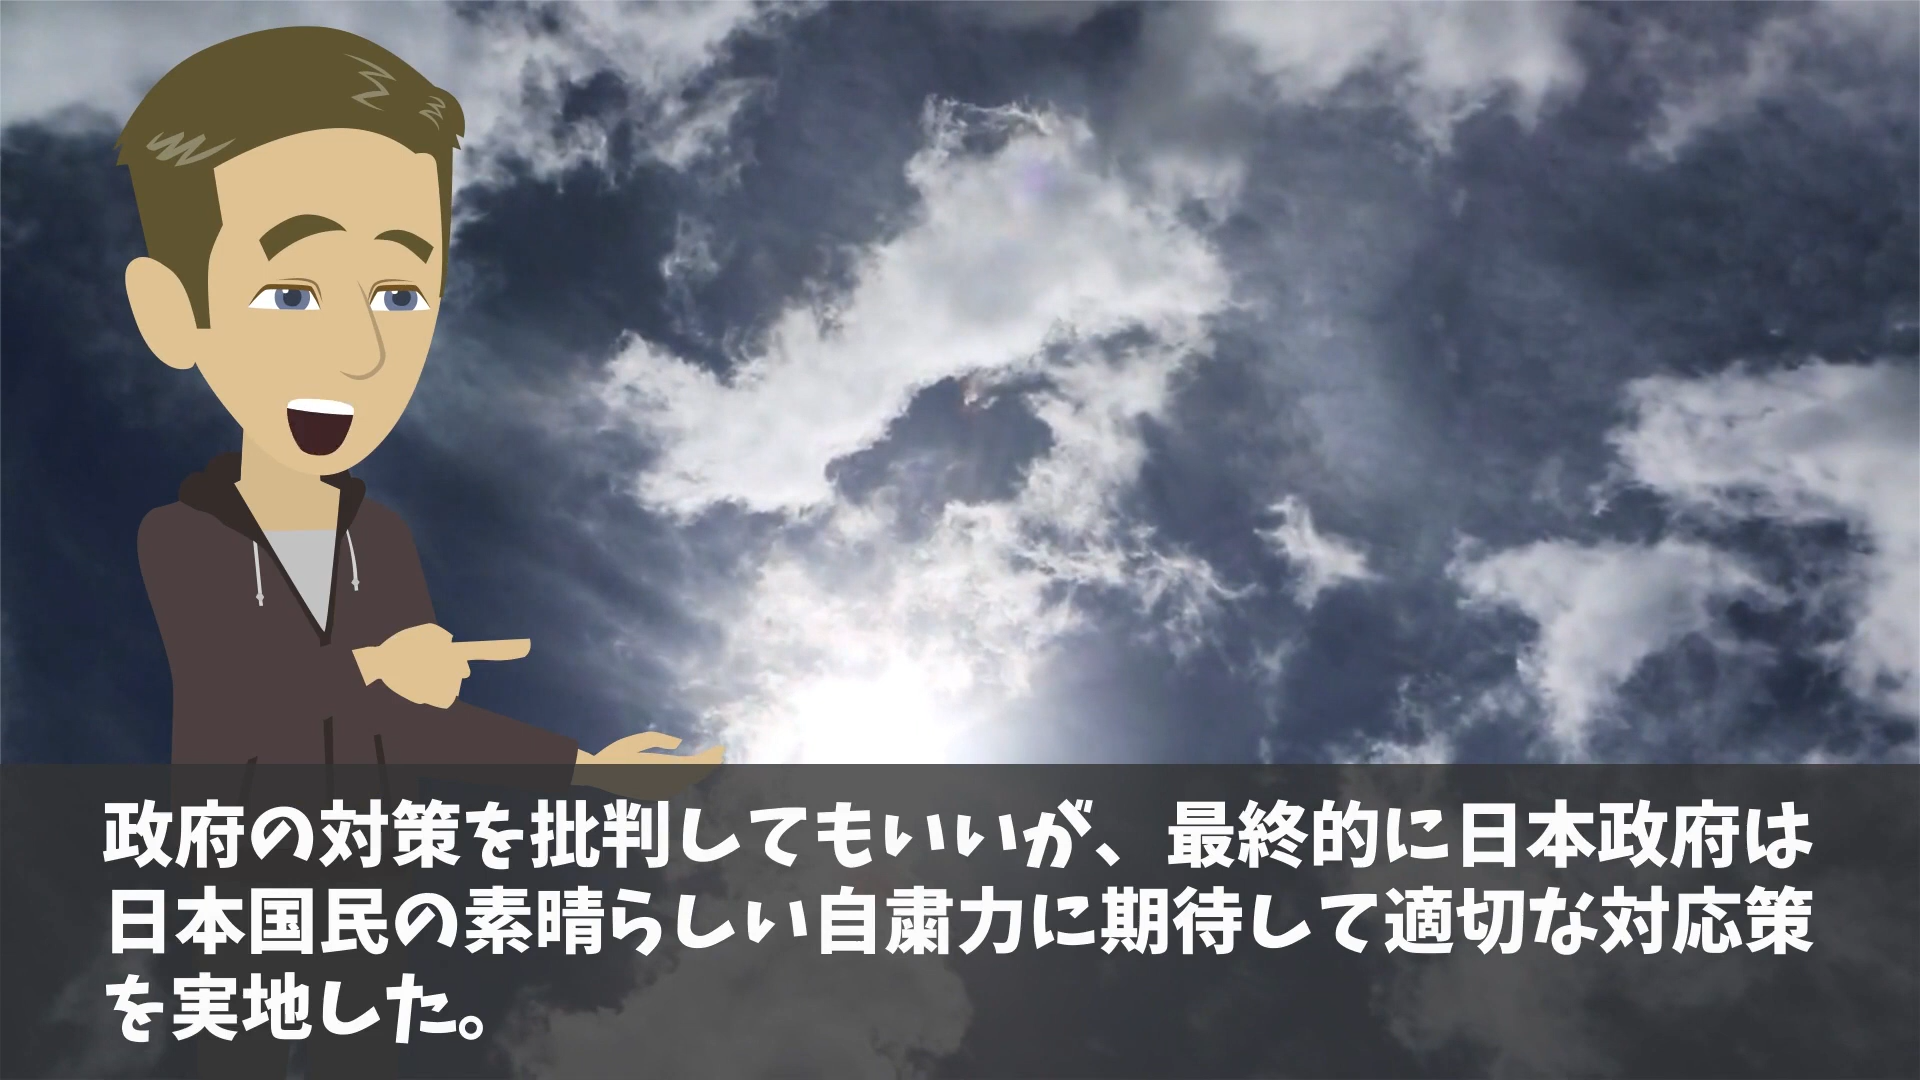 政府の対策を批判してもいいが、最終的に日本政府は
日本国民の素晴らしい自粛力に期待して適切な対応策
を実地した。